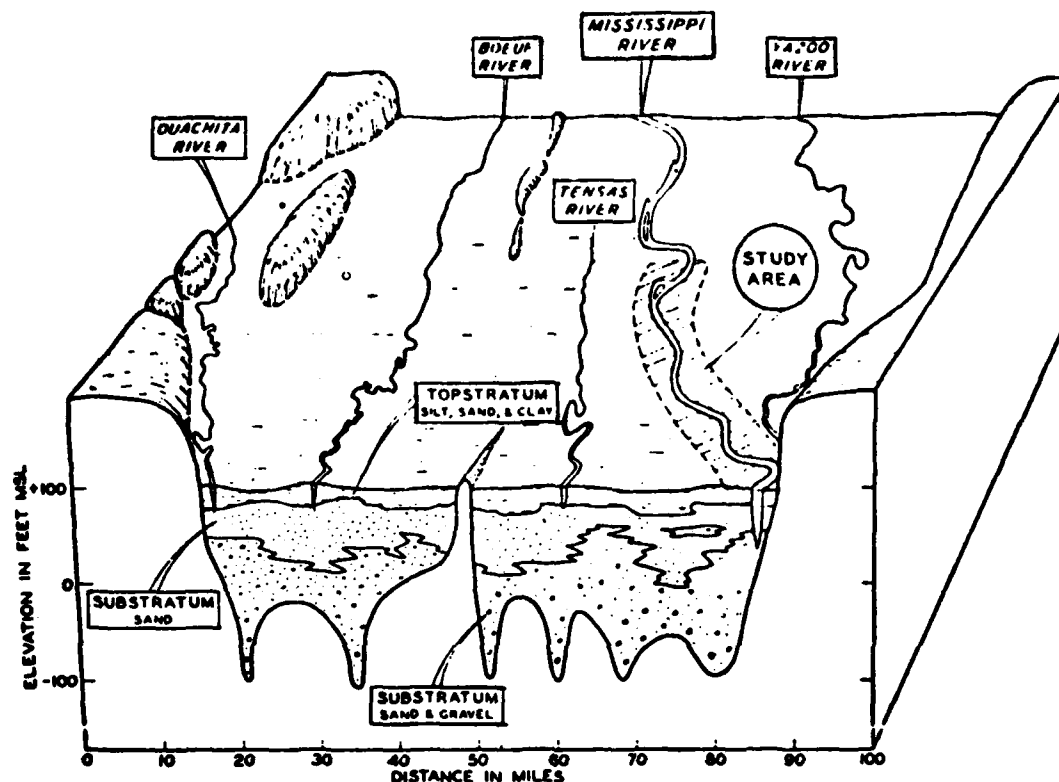 MISSISSIPPI
RIVER
RIVER
RIVER
OUACHITA
RIVER
TENSAS
RIVER
STUDY
AREA
TOPSTRATUM
SILT, SAND, & CLAY
ELEVATION IN FEET MSL
+100
0
-100
SUBSTRATUM
SAND
SUBSTRATUM
SAND & GRAVEL
0 10 20 30 40 50 60 70 80 90 100
DISTANCE IN MILES